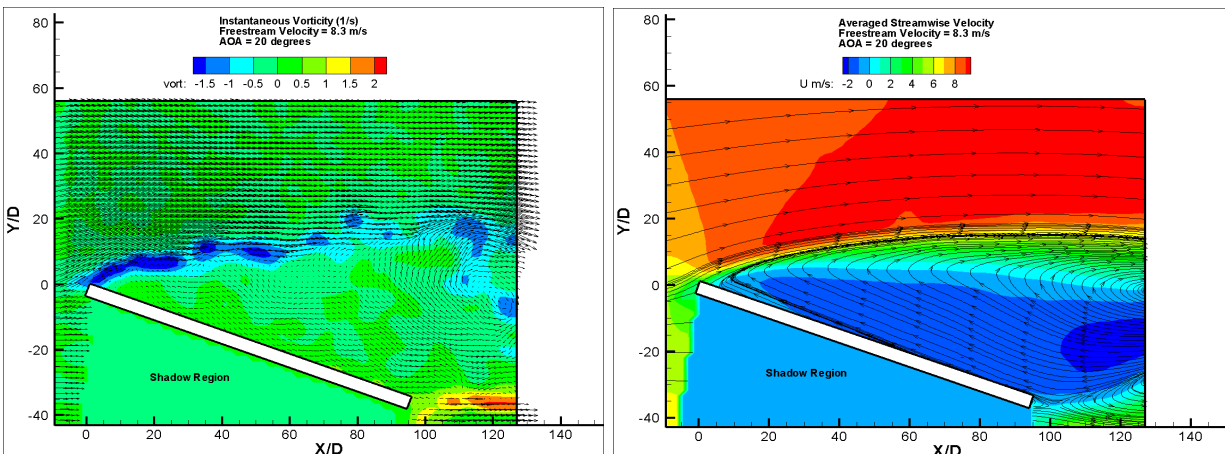 Instantaneous Vorticity (1/s)
Freestream Velocity = 8.3 m/s
AOA = 20 degrees
vort: -1.5 -1 -0.5 0 0.5 1 1.5 2
80
60
40
20
0
-20
-40
Y/D
Shadow Region
0 20 40 60 80 100 120 140
X/D
Averaged Streamwise Velocity
Freestream Velocity = 8.3 m/s
AOA = 20 degrees
U m/s: -2 0 2 4 6 8
80
60
40
20
0
-20
-40
Y/D
Shadow Region
0 20 40 60 80 100 120 140
X/D